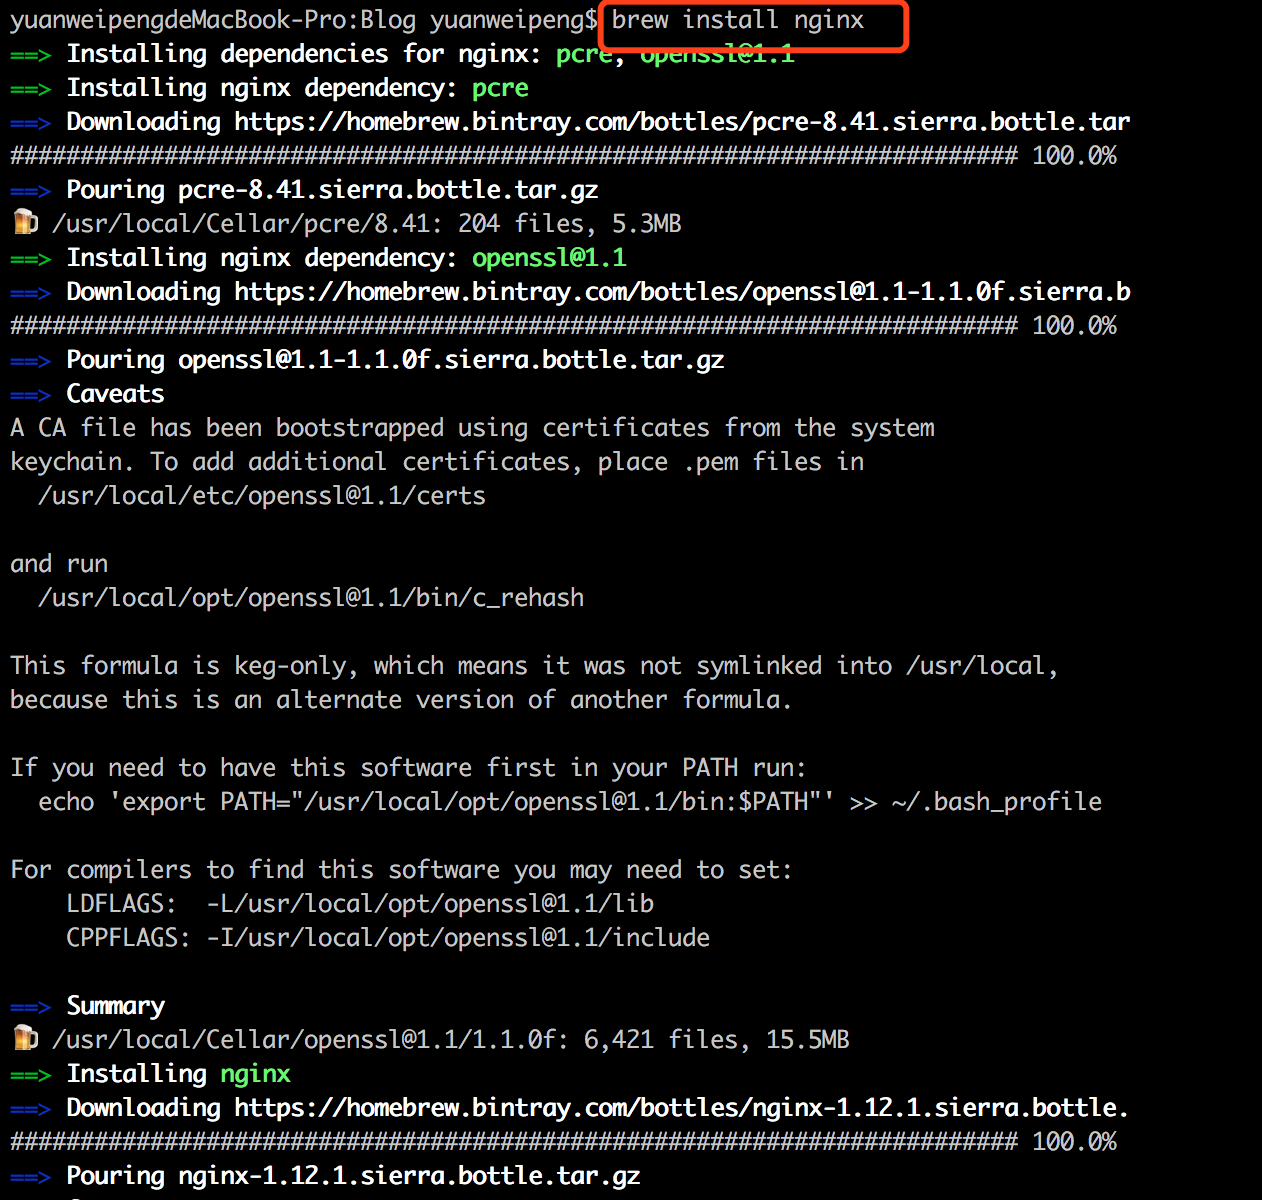 yuanweipengdeMacBook-Pro:Blog yuanweipeng$ brew install nginx
==> Installing dependencies for nginx: pcre, openssl@1.1
==> Installing nginx dependency: pcre
==> Downloading https://homebrew.bintray.com/bottles/pcre-8.41.sierra.bottle.tar
######################################################################## 100.0%
==> Pouring pcre-8.41.sierra.bottle.tar.gz
🍺 /usr/local/Cellar/pcre/8.41: 204 files, 5.3MB
==> Installing nginx dependency: openssl@1.1
==> Downloading https://homebrew.bintray.com/bottles/openssl@1.1-1.1.0f.sierra.b
######################################################################## 100.0%
==> Pouring openssl@1.1-1.1.0f.sierra.bottle.tar.gz
==> Caveats
A CA file has been bootstrapped using certificates from the system
keychain. To add additional certificates, place .pem files in
  /usr/local/etc/openssl@1.1/certs

and run
  /usr/local/opt/openssl@1.1/bin/c_rehash

This formula is keg-only, which means it was not symlinked into /usr/local,
because this is an alternate version of another formula.

If you need to have this software first in your PATH run:
  echo 'export PATH="/usr/local/opt/openssl@1.1/bin:$PATH"' >> ~/.bash_profile

For compilers to find this software you may need to set:
    LDFLAGS:  -L/usr/local/opt/openssl@1.1/lib
    CPPFLAGS: -I/usr/local/opt/openssl@1.1/include

==> Summary
🍺 /usr/local/Cellar/openssl@1.1/1.1.0f: 6,421 files, 15.5MB
==> Installing nginx
==> Downloading https://homebrew.bintray.com/bottles/nginx-1.12.1.sierra.bottle.
######################################################################## 100.0%
==> Pouring nginx-1.12.1.sierra.bottle.tar.gz